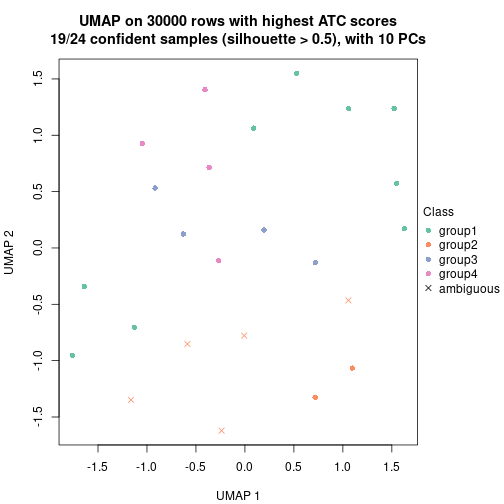 UMAP on 30000 rows with highest ATC scores
19/24 confident samples (silhouette > 0.5), with 10 PCs
1.5
1.0
0.5
0.0
-0.5
-1.0
-1.5
UMAP 2
Class
group1
group2
group3
group4
ambiguous
-1.5 -1.0 -0.5 0.0 0.5 1.0 1.5
UMAP 1